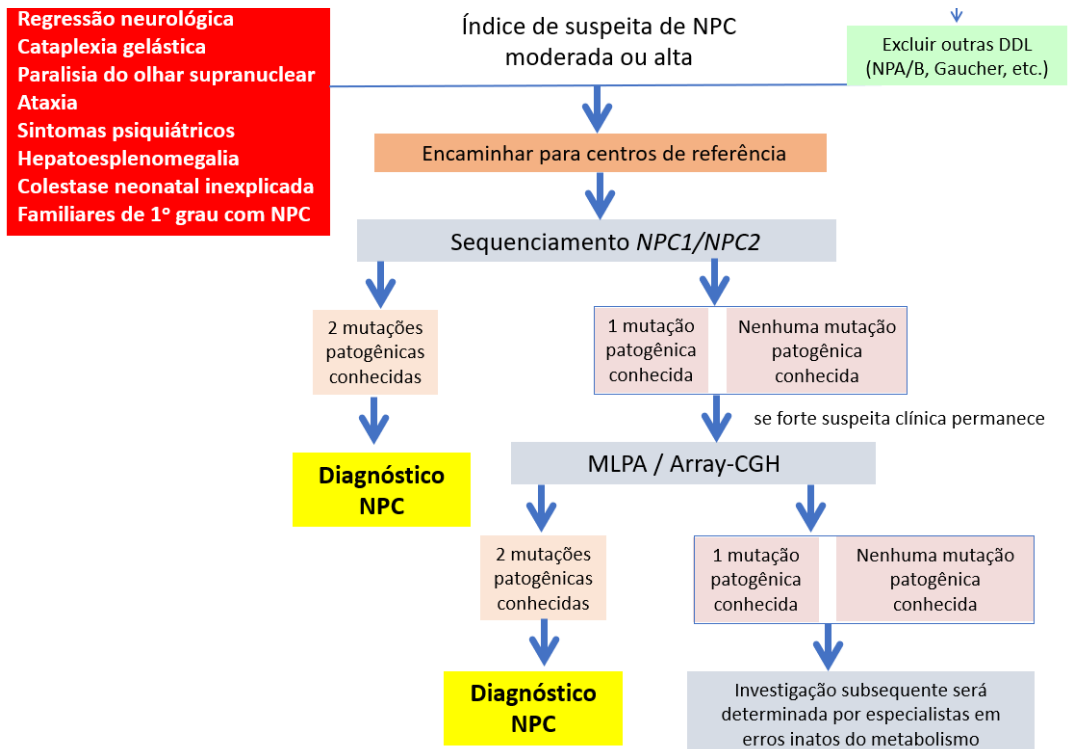 Regressão neurológica
Cataplexia gelástica
Paralisia do olhar supranuclear
Ataxia
Sintomas psiquiátricos
Hepatoesplenomegalia
Colestase neonatal inexplicada
Familiares de 1º grau com NPC
Índice de suspeita de NPC
moderada ou alta
Excluir outras DDL
(NPA/B, Gaucher, etc.)
Encaminhar para centros de referência
Sequenciamento NPC1/NPC2
2 mutações
patogênicas
conhecidas
1 mutação
patogênica
conhecida
Nenhuma mutação
patogênica
conhecida
se forte suspeita clínica permanece
Diagnóstico
NPC
MLPA / Array-CGH
2 mutações
patogênicas
conhecidas
1 mutação
patogênica
conhecida
Nenhuma mutação
patogênica
conhecida
Diagnóstico
NPC
Investigação subsequente será
determinada por especialistas em
erros inatos do metabolismo